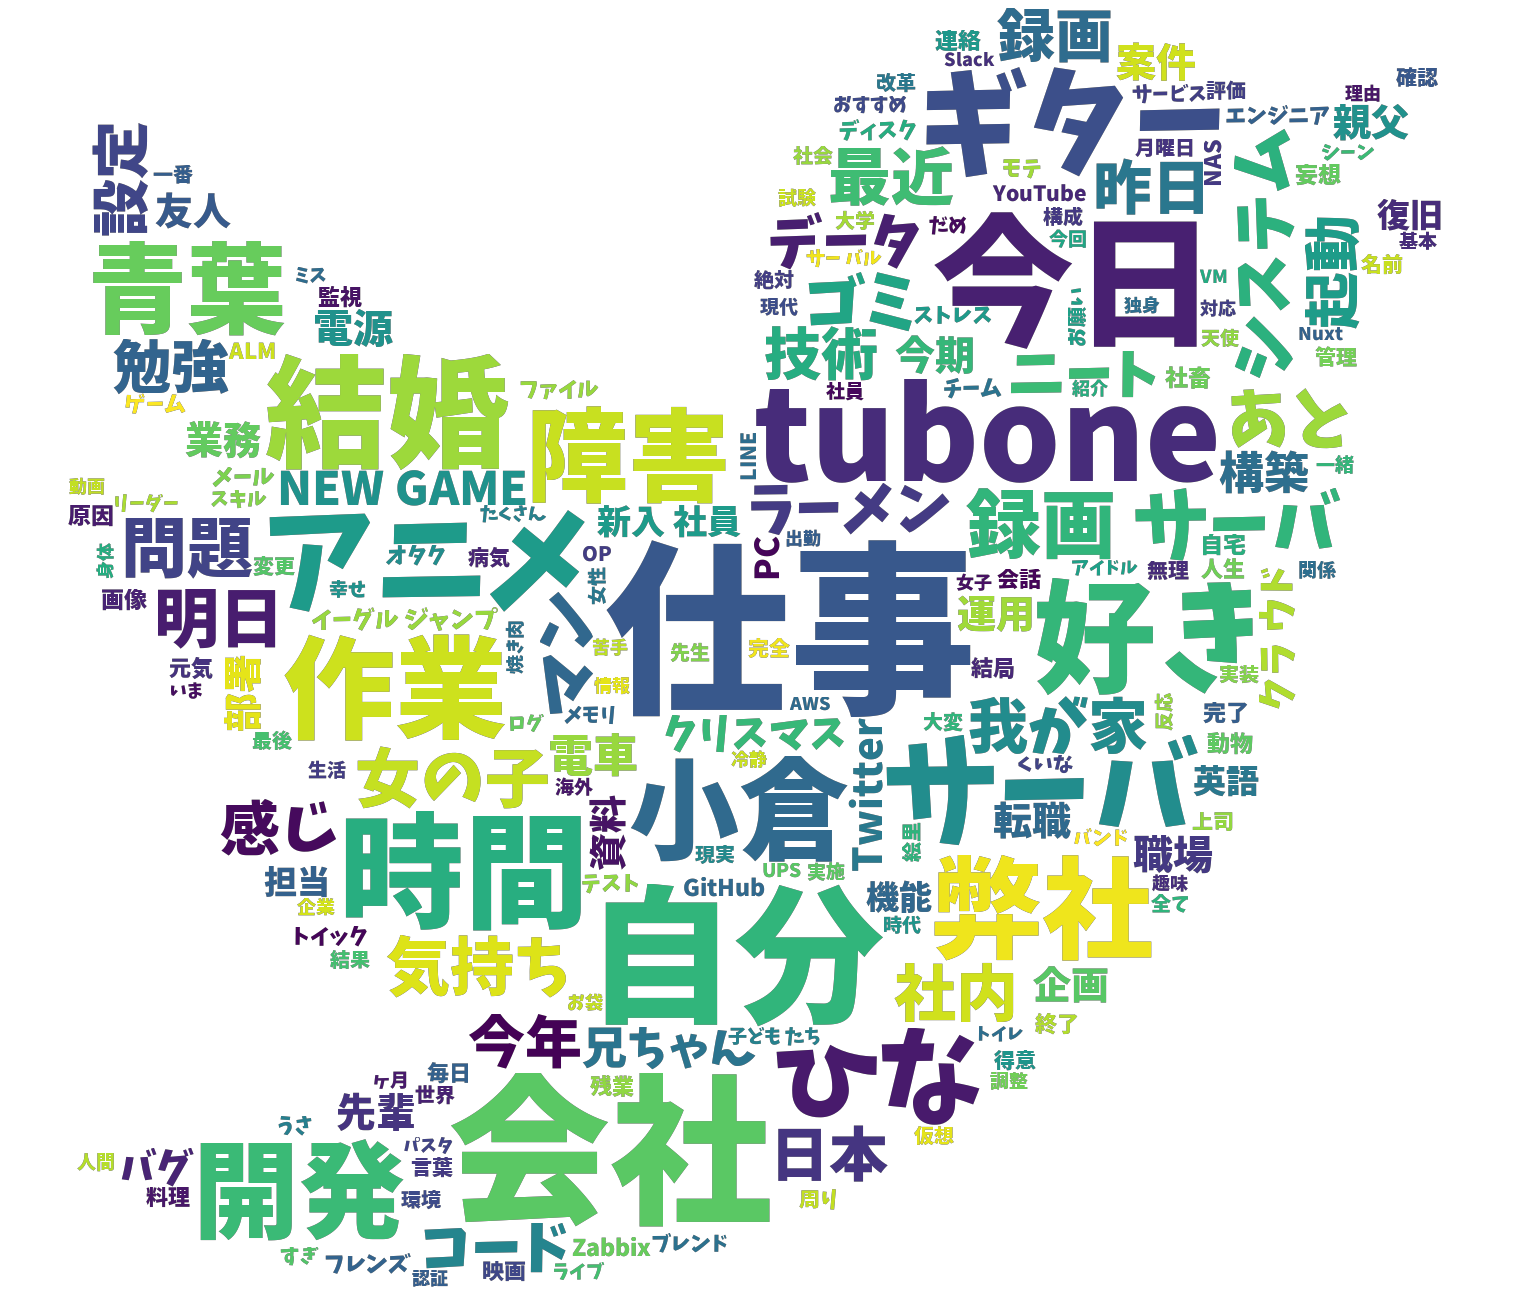 録画
連絡
Slack
案件
改革
おすすめ
ギター
サービス
評価
確認
理由
エンジニア
親父
ディスク
社会
最近
モテ
月曜日
NAS
昨日
システム
シーン
妄想
試験
大学
YouTube
構成
だめ
今回
データ
サーバル
今日
復旧
基本
起動
名前
設定
一番
友人
青葉
ミス
監視
電源
絶対
現代
ゴミ
ストレス
VM
お願い
独身
対応
天使
Nuxt
管理
勉強
ALM
ゲーム
結婚
ファイル
技術
今期
ニート
社員
チーム
紹介
社畜
業務
障害
tubone
あと
LINE
構築
一緒
メール
スキル
NEW GAME
動画
リーダー
原因
問題
アニメ
たくさん
新入社員
ラーメン
録画
サーバ
身体
変更
オタク
病気
OP
PC
出勤
自宅
アイドル
無理
人生
関係
画像
明日
幸せ
女性
仕事
女子
会話
運用
好き
クラウド
イーグルジャンプ
作業
焼き肉
マン
苦手
先生
完全
結局
実装
元気
いま
部署
情報
メモリ
ログ
AWS
最後
大変
我が家
反応
完了
動物
クリスマス
生活
女の子
電車
冷静
海外
Twitter
サーバ
くいな
英語
感じ
時間
資料
小倉
現実
絵里
転職
バンド
上司
職場
担当
企業
テスト
GitHub
UPS
実施
機能
時代
弊社
趣味
全て
トイック
結果
気持ち
お袋
自分
社内
企画
終了
今年
兄ちゃん
子どもたち
ひな
トイレ
得意
調整
毎日
ヶ月
世界
先輩
残業
会社
仮想
うさ
日本
人間
バグ
料理
開発
パスタ
言葉
環境
周り
すぎ
フレンズ
コード
認証
映画
Zabbix
ブレンド
ライブ